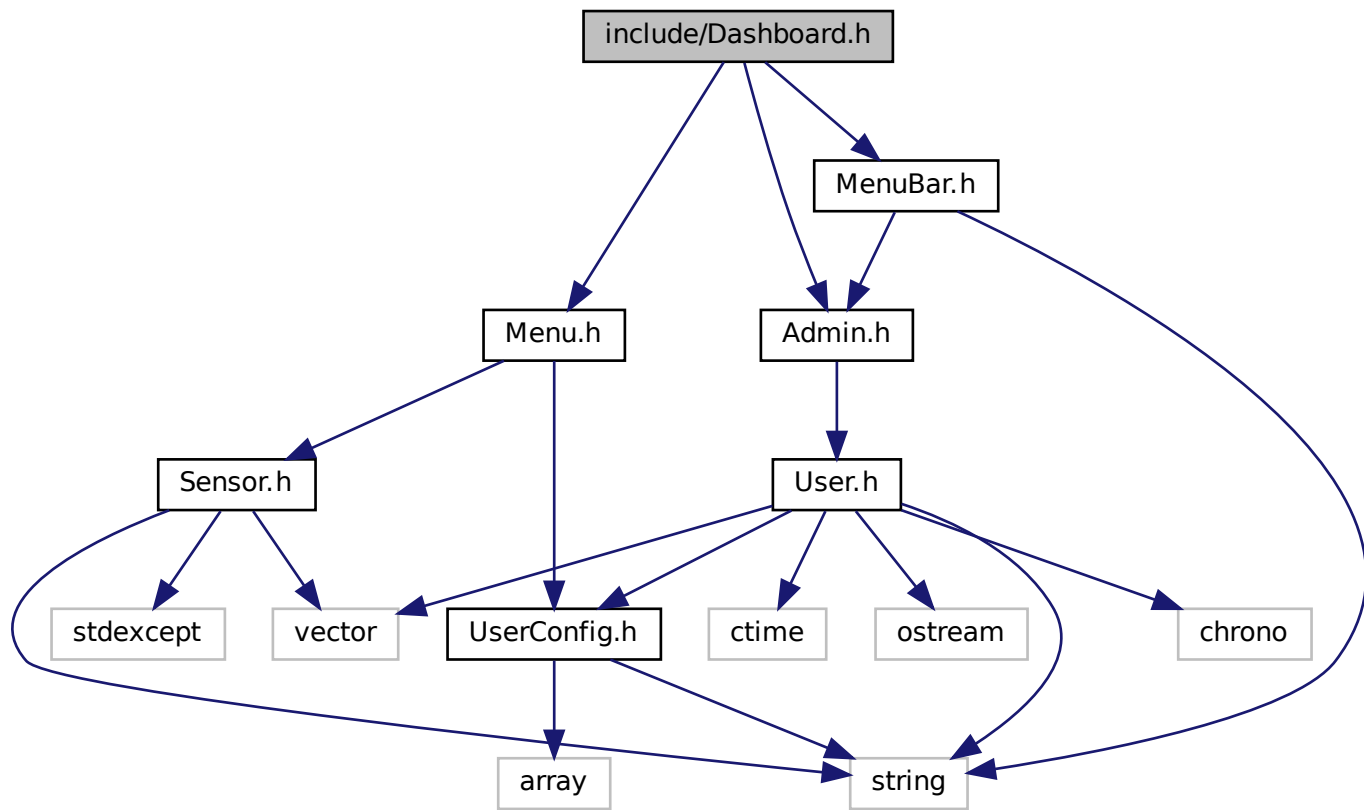 include/Dashboard.h
MenuBar.h
Menu.h
Admin.h
Sensor.h
User.h
stdexcept
vector
UserConfig.h
ctime
ostream
chrono
array
string